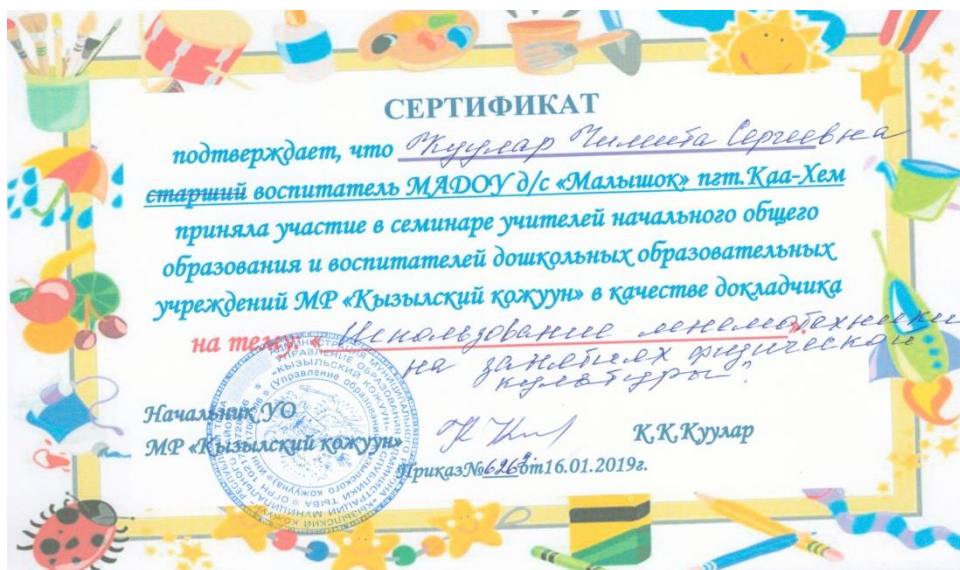 СЕРТИФИКАТ
подтверждает, что Куулар Чимита Сергеевна
старший воспитатель МАДОУ д/с «Малышок» пгт.Каа-Хем
приняла участие в семинаре учителей начального общего
образования и воспитателей дошкольных образовательных
учреждений МР «Кызылский кожуун» в качестве докладчика
на тему: « Использование мнемотехники
на занятиях физической
культуры"
Начальник УО
МР «Кызылский кожуун» К.К.Куулар
Приказ№ от16.01.2019г.